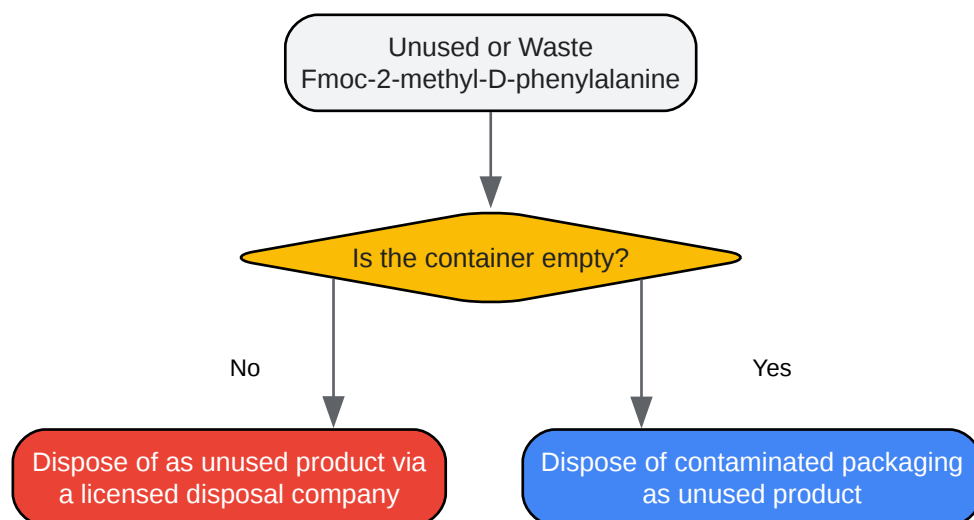 Unused or Waste
Fmoc-2-methyl-D-phenylalanine
Is the container empty?
No
Yes
Dispose of as unused product via
a licensed disposal company
Dispose of contaminated packaging
as unused product